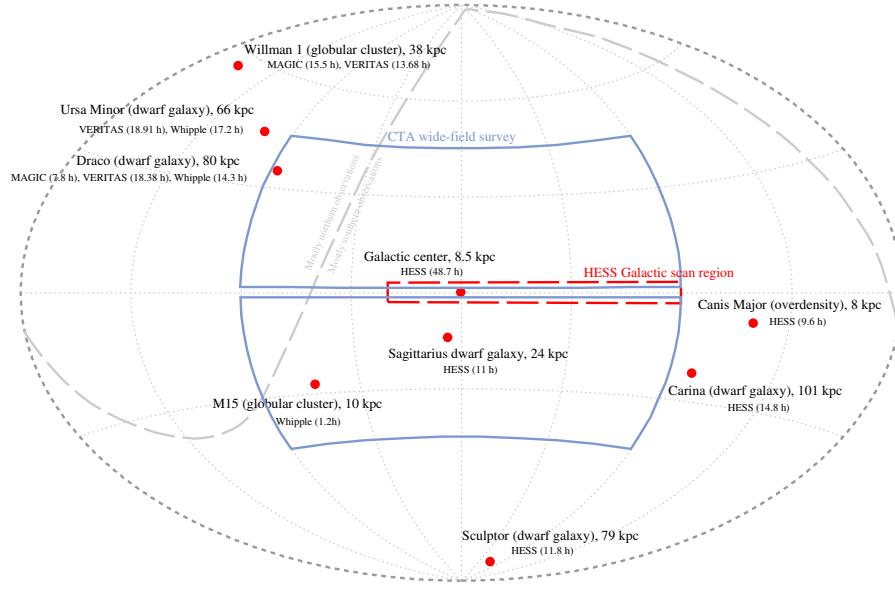 Willman 1 (globular cluster), 38 kpc
MAGIC (15.5 h), VERITAS (13.68 h)
Ursa Minor (dwarf galaxy), 66 kpc
VERITAS (18.91 h), Whipple (17.2 h)
CTA wide-field survey
Draco (dwarf galaxy), 80 kpc
MAGIC (7.8 h), VERITAS (18.38 h), Whipple (14.3 h)
Mostly northern observations
Mostly southern observations
Galactic center, 8.5 kpc
HESS (48.7 h)
HESS Galactic scan region
Canis Major (overdensity), 8 kpc
HESS (9.6 h)
Sagittarius dwarf galaxy, 24 kpc
HESS (11 h)
Carina (dwarf galaxy), 101 kpc
HESS (14.8 h)
M15 (globular cluster), 10 kpc
Whipple (1.2h)
Sculptor (dwarf galaxy), 79 kpc
HESS (11.8 h)